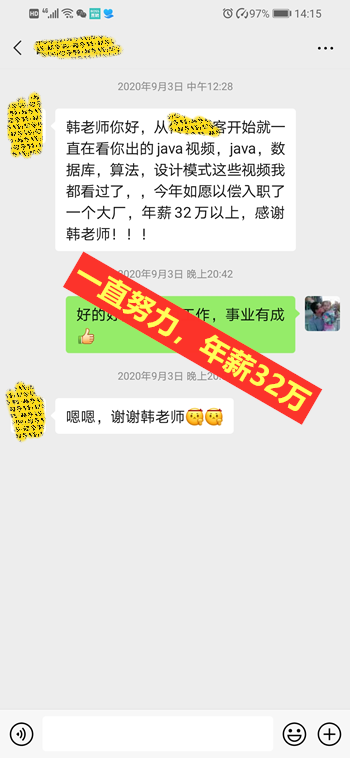 HD 46 97% 14:15
2020年9月3日 中午12:28
韩老师你好，从 客开始就一
直在看你出的java视频，java，数
据库，算法，设计模式这些视频我
都看过了，，今年如愿以偿入职了
一个大厂，年薪32万以上，感谢
韩老师！！！
2020年9月3日 晚上20:42
好的 工作，事业有成
👍
一直努力，年薪32万
2020年9月3日 晚上20
嗯嗯，谢谢韩老师